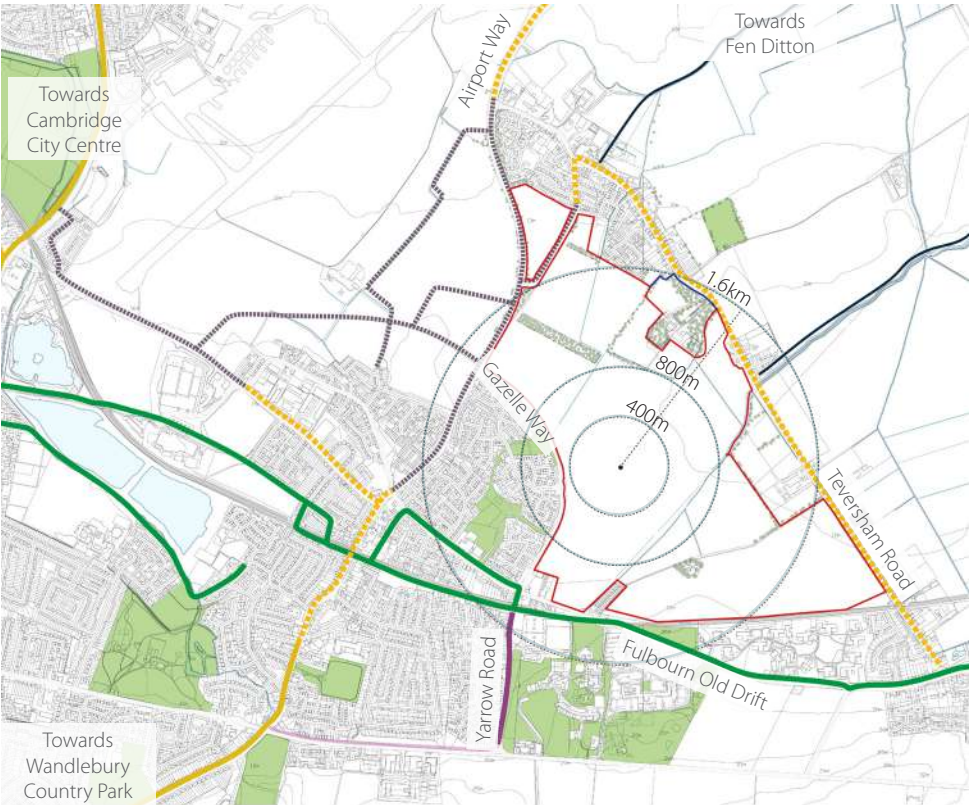 Towards
Fen Ditton
Airport Way
Towards
Cambridge
City Centre
1.6km
800m
400m
Gazelle Way
Teversham Road
Fulbourn Old Drift
Yarrow Road
Towards
Wandlebury
Country Park